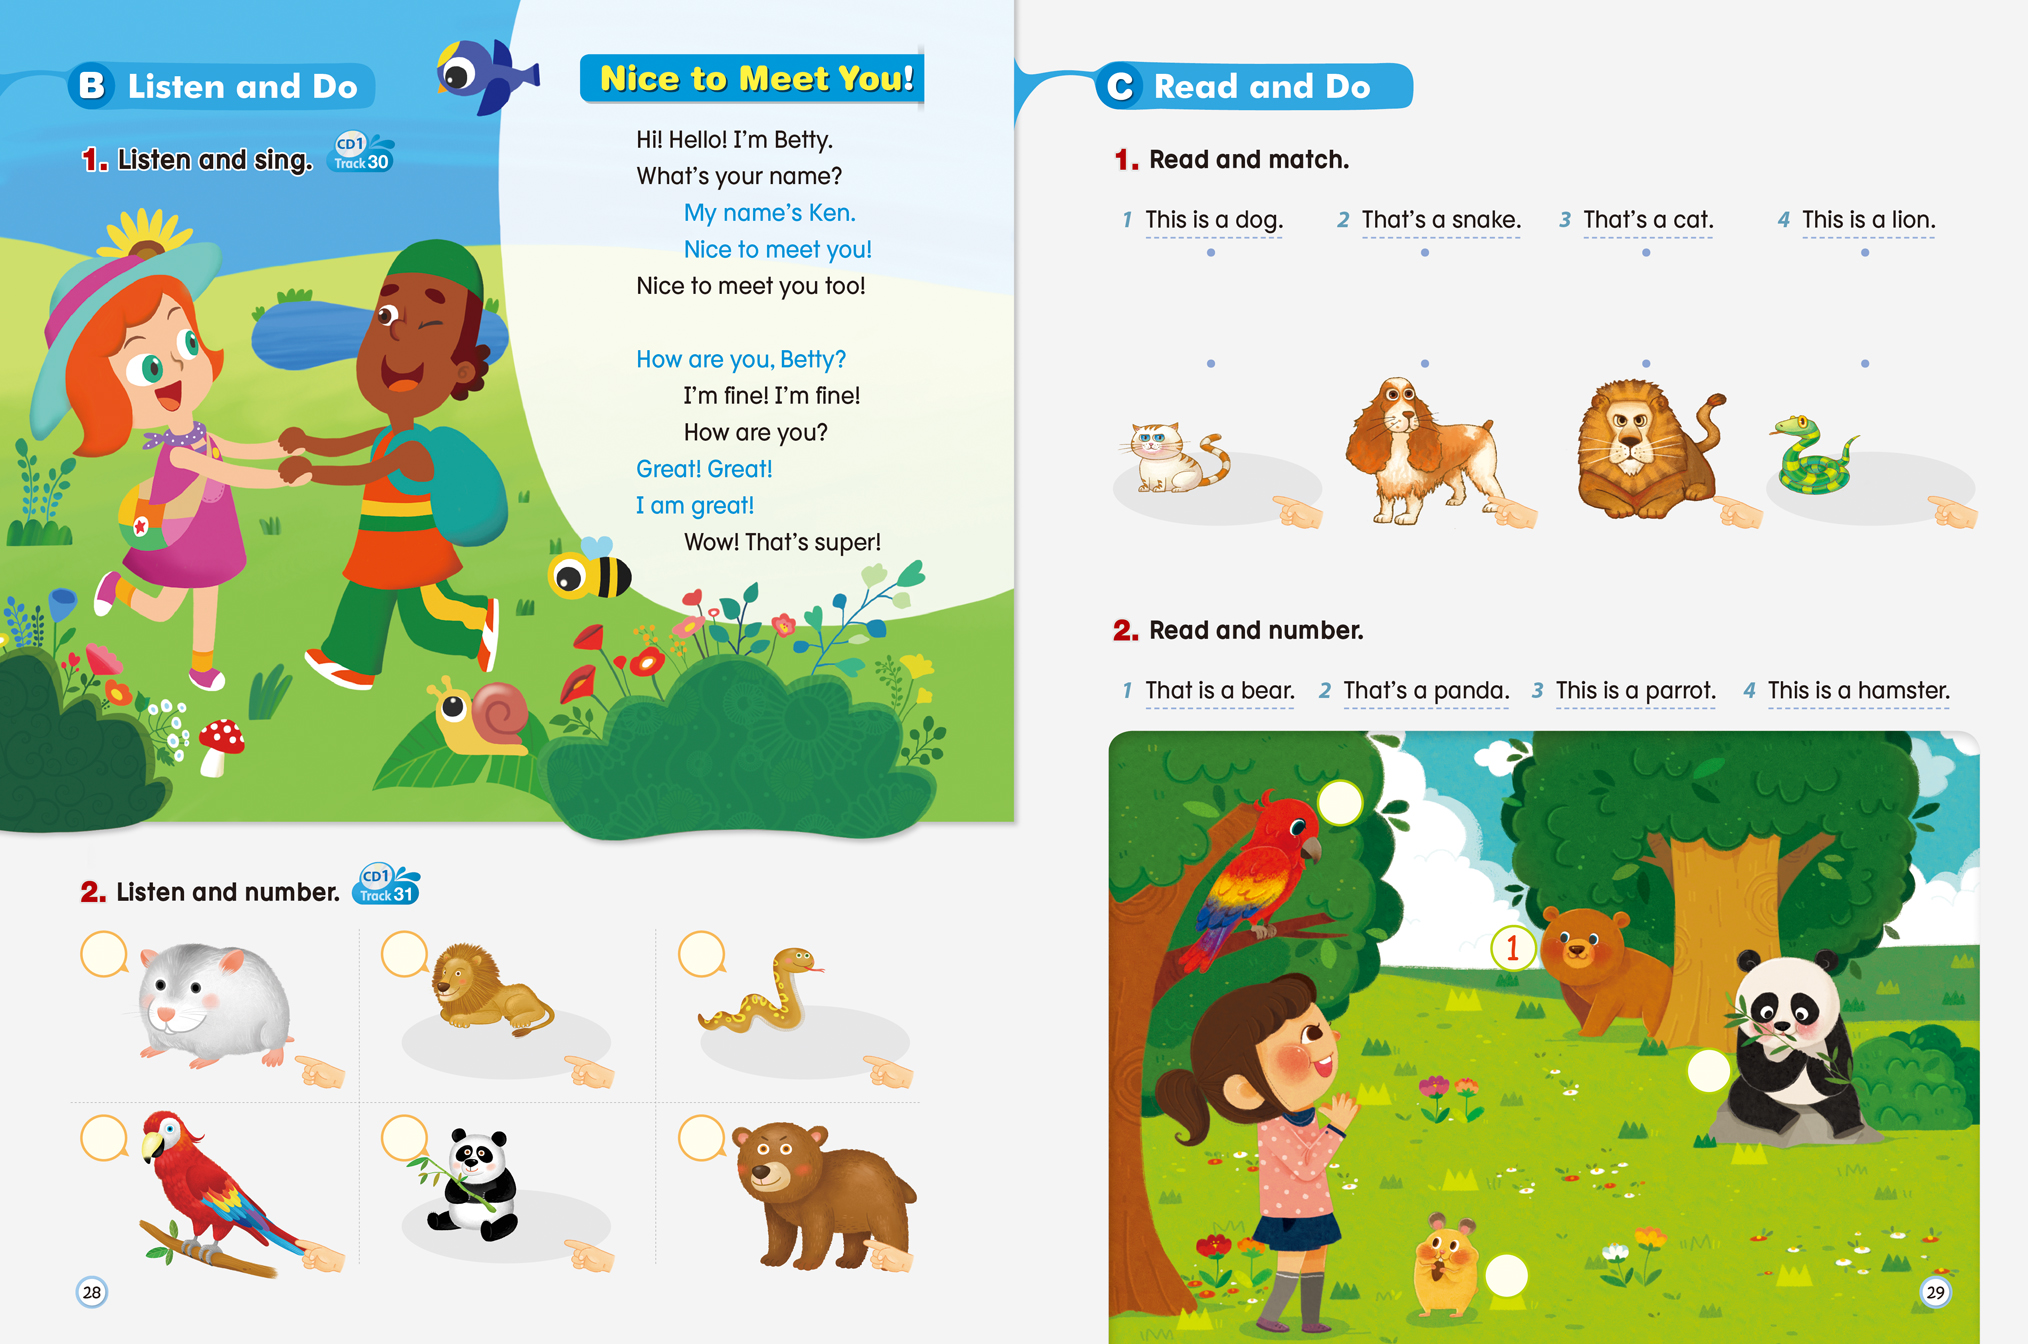 B Listen and Do
1. Listen and sing. CD1 Track 30
Nice to Meet You!
Hi! Hello! I'm Betty.
What's your name?
My name's Ken.
Nice to meet you!
Nice to meet you too!
How are you, Betty?
I'm fine! I'm fine!
How are you?
Great! Great!
I am great!
Wow! That's super!
2. Listen and number. CD1 Track 31
28
C Read and Do
1. Read and match.
1 This is a dog. 2 That's a snake. 3 That's a cat. 4 This is a lion.
2. Read and number.
1 That is a bear. 2 That's a panda. 3 This is a parrot. 4 This is a hamster.
1
29